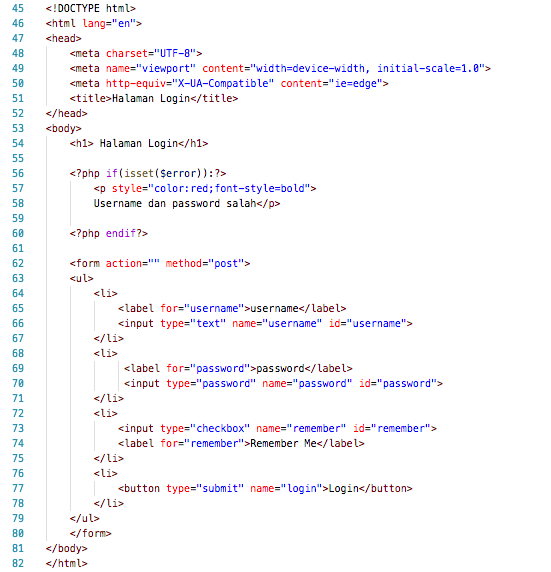 45 <!DOCTYPE html>
46 <html lang="en">
47 <head>
48     <meta charset="UTF-8">
49     <meta name="viewport" content="width=device-width, initial-scale=1.0">
50     <meta http-equiv="X-UA-Compatible" content="ie=edge">
51     <title>Halaman Login</title>
52 </head>
53 <body>
54     <h1> Halaman Login</h1>
55
56     <?php if(isset($error)):?>
57         <p style="color:red;font-style=bold">
58         Username dan password salah</p>
59
60     <?php endif?>
61
62     <form action="" method="post">
63     <ul>
64         <li>
65             <label for="username">username</label>
66             <input type="text" name="username" id="username">
67         </li>
68         <li>
69              <label for="password">password</label>
70              <input type="password" name="password" id="password">
71         </li>
72         <li>
73             <input type="checkbox" name="remember" id="remember">
74             <label for="remember">Remember Me</label>
75         </li>
76         <li>
77             <button type="submit" name="login">Login</button>
78         </li>
79     </ul>
80     </form>
81 </body>
82 </html>